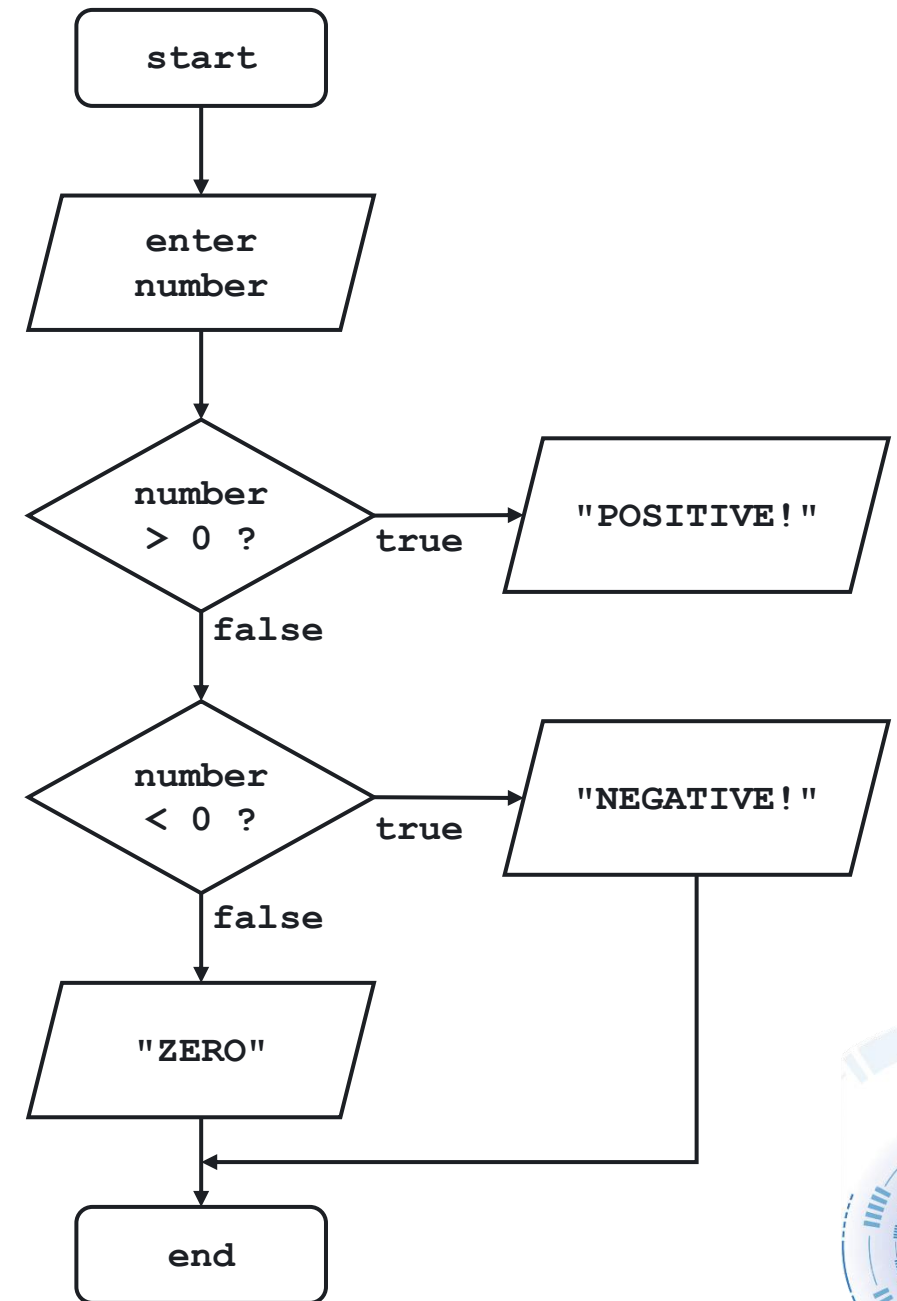 start
enter
number
number
> 0 ?
true
"POSITIVE!"
false
number
< 0 ?
true
"NEGATIVE!"
false
"ZERO"
end